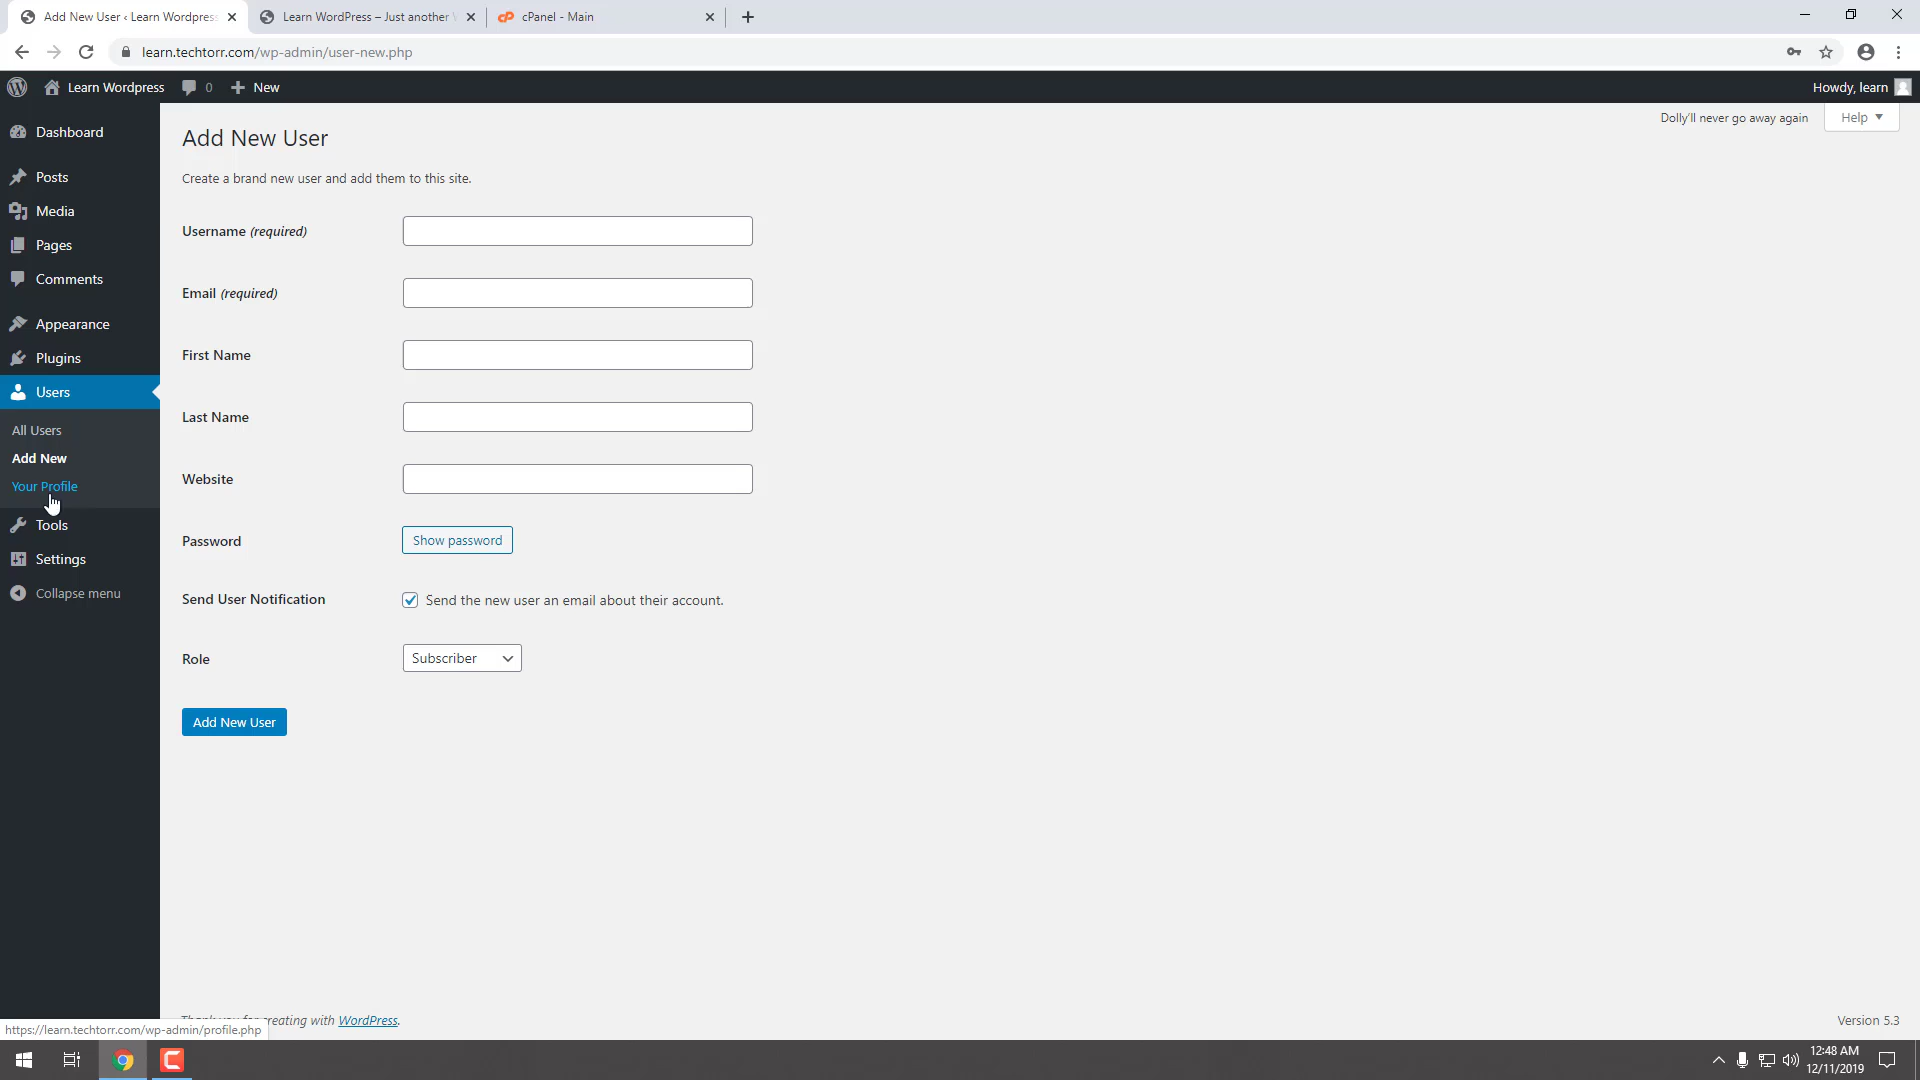 Add New User ‹ Learn Wordpress
Learn WordPress – Just another
cPanel - Main
learn.techtorr.com/wp-admin/user-new.php
Learn Wordpress
0
New
Howdy, learn
Dashboard
Posts
Media
Pages
Comments
Appearance
Plugins
Users
All Users
Add New
Your Profile
Tools
Settings
Collapse menu
Dolly'll never go away again
Help
Add New User
Create a brand new user and add them to this site.
Username (required)
Email (required)
First Name
Last Name
Website
Password
Show password
Send User Notification
Send the new user an email about their account.
Role
Subscriber
Add New User
creating with WordPress.
Version 5.3
https://learn.techtorr.com/wp-admin/profile.php
12:48 AM
12/11/2019